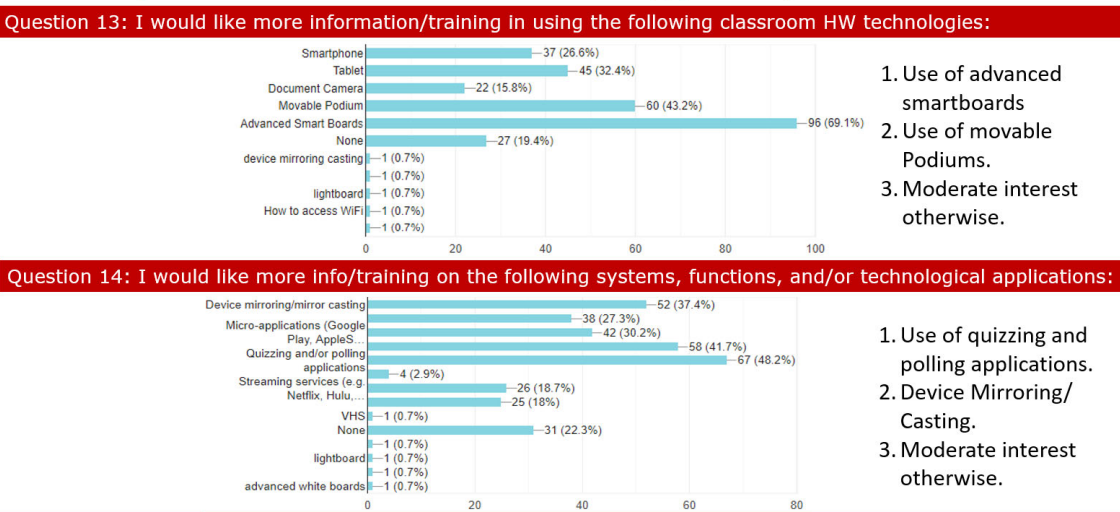 Question 13: I would like more information/training in using the following classroom HW technologies:
Smartphone 37 (26.6%)
Tablet 45 (32.4%)
Document Camera 22 (15.8%)
Movable Podium 60 (43.2%)
Advanced Smart Boards 96 (69.1%)
None 27 (19.4%)
device mirroring casting 1 (0.7%)
1 (0.7%)
lightboard 1 (0.7%)
How to access WiFi 1 (0.7%)
1 (0.7%)
0 20 40 60 80 100
1. Use of advanced
smartboards
2. Use of movable
Podiums.
3. Moderate interest
otherwise.
Question 14: I would like more info/training on the following systems, functions, and/or technological applications:
Device mirroring/mirror casting 52 (37.4%)
38 (27.3%)
Micro-applications (Google
Play, AppleS... 42 (30.2%)
58 (41.7%)
Quizzing and/or polling
applications 67 (48.2%)
4 (2.9%)
Streaming services (e.g.
Netflix, Hulu,... 26 (18.7%)
25 (18%)
VHS 1 (0.7%)
None 31 (22.3%)
1 (0.7%)
lightboard 1 (0.7%)
1 (0.7%)
advanced white boards 1 (0.7%)
0 20 40 60 80
1. Use of quizzing and
polling applications.
2. Device Mirroring/
Casting.
3. Moderate interest
otherwise.